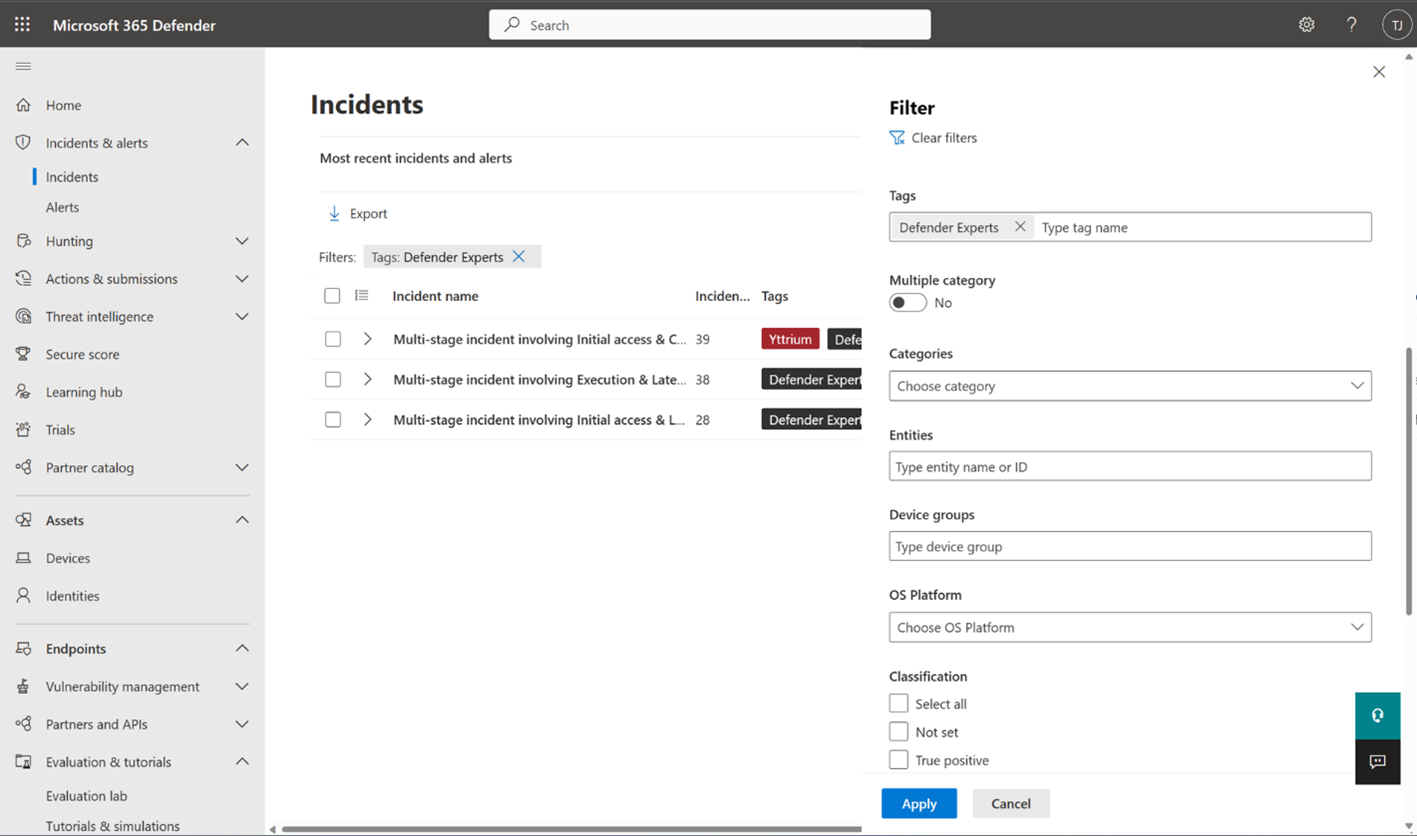 Microsoft 365 Defender
Search
TJ
Home
Incidents & alerts
Incidents
Alerts
Hunting
Actions & submissions
Threat intelligence
Secure score
Learning hub
Trials
Partner catalog
Assets
Devices
Identities
Endpoints
Vulnerability management
Partners and APIs
Evaluation & tutorials
Evaluation lab
Tutorials & simulations
Incidents
Most recent incidents and alerts
Export
Filters: Tags: Defender Experts
Incident name Inciden... Tags
Multi-stage incident involving Initial access & C... 39 Yttrium Defe
Multi-stage incident involving Execution & Late... 38 Defender Expert
Multi-stage incident involving Initial access & L... 28 Defender Expert
Filter
Clear filters
Tags
Defender Experts Type tag name
Multiple category
No
Categories
Choose category
Entities
Type entity name or ID
Device groups
Type device group
OS Platform
Choose OS Platform
Classification
Select all
Not set
True positive
Apply Cancel